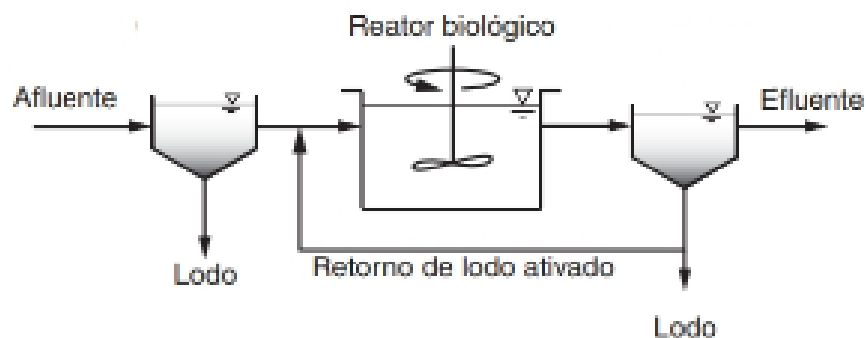 Reator biológico
Afluente
Efluente
Lodo
Retorno de lodo ativado
Lodo